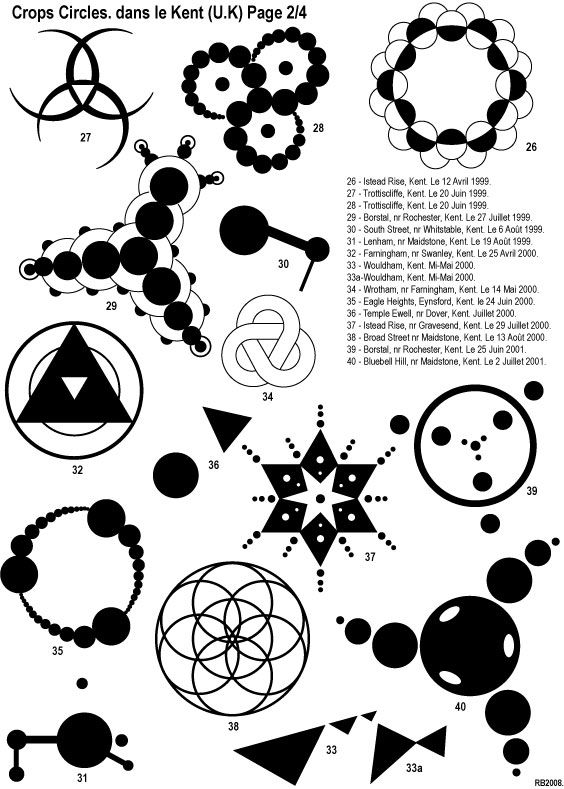 Crops Circles. dans le Kent (U.K) Page 2/4
27
28
26
26 - Istead Rise, Kent. Le 12 Avril 1999.
27 - Trottiscliffe, Kent. Le 20 Juin 1999.
28 - Trottiscliffe, Kent. Le 20 Juin 1999.
29 - Borstal, nr Rochester, Kent. Le 27 Juillet 1999.
30 - South Street, nr Whistable, Kent. Le 6 Août 1999.
31 - Lenham, nr Maidstone, Kent. Le 19 Août 1999.
32 - Farningham, nr Swanley, Kent. Le 25 Avril 2000.
33 - Wouldham, Kent. Mi-Mai 2000.
33a-Wouldham, Kent. Mi-Mai 2000.
34 - Wrotham, nr Farningham, Kent. Le 14 Mai 2000.
35 - Eagle Heights, Eynsford, Kent. le 24 Juin 2000.
36 - Temple Ewell, nr Dover, Kent. Juillet 2000.
37 - Istead Rise, nr Gravesend, Kent. Le 29 Juillet 2000.
38 - Broad Street nr Maidstone, Kent. Le 13 Août 2000.
39 - Borstal, nr Rochester, Kent. Le 25 Juin 2001.
40 - Bluebell Hill, nr Maidstone, Kent. Le 2 Juillet 2001.
30
29
34
32
36
39
37
35
38
40
31
33
33a
RB2008.